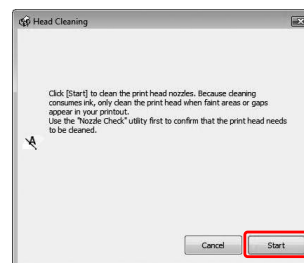 Head Cleaning
Click [Start] to clean the print head nozzles. Because cleaning
consumes ink, only clean the print head when faint areas or gaps
appear in your printout.
Use the "Nozzle Check" utility first to confirm that the print head needs
to be cleaned.
A
Cancel Start